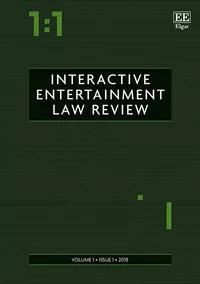 EE
Elgar
1:1
INTERACTIVE
ENTERTAINMENT
LAW REVIEW
VOLUME 1 • ISSUE 1 • 2018